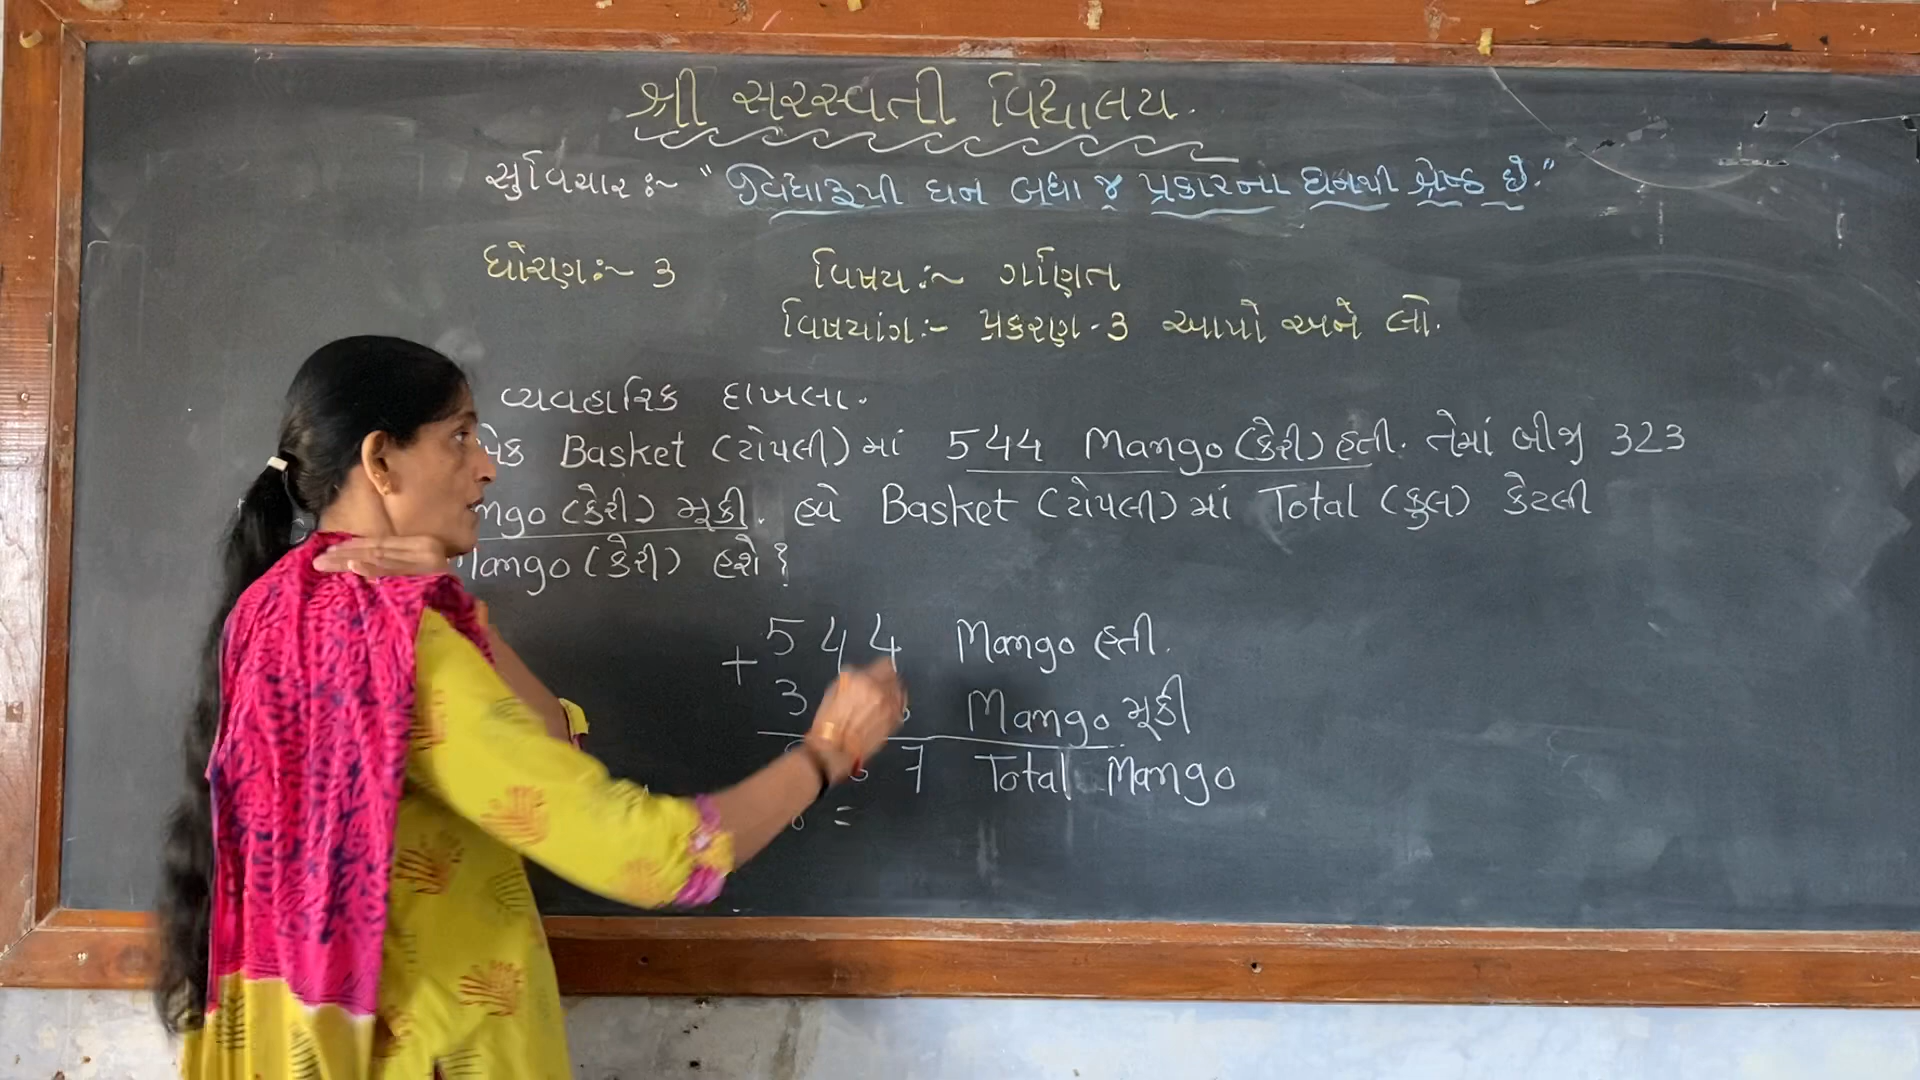 શ્રી સરસ્વતી વિદ્યાલય.
સુવિચાર:~ "વિદ્યારૂપી ધન બધા જ પ્રકારના ધનથી શ્રેષ્ઠ છે."
ધોરણ:~ 3 વિષય:~ ગણિત
વિષયાંગ:- પ્રકરણ-3 આપો અને લો.
વ્યવહારિક દાખલા.
Basket (ટોપલી) માં 544 Mango (કેરી) હતી. તેમાં બીજી 323
ngo (કેરી) મૂકી. હવે Basket (ટોપલી) માં Total (કુલ) કેટલી
Mango (કેરી) હશે?
+ 544 Mango હતી.
3 Mango મૂકી
7 Total Mango
=